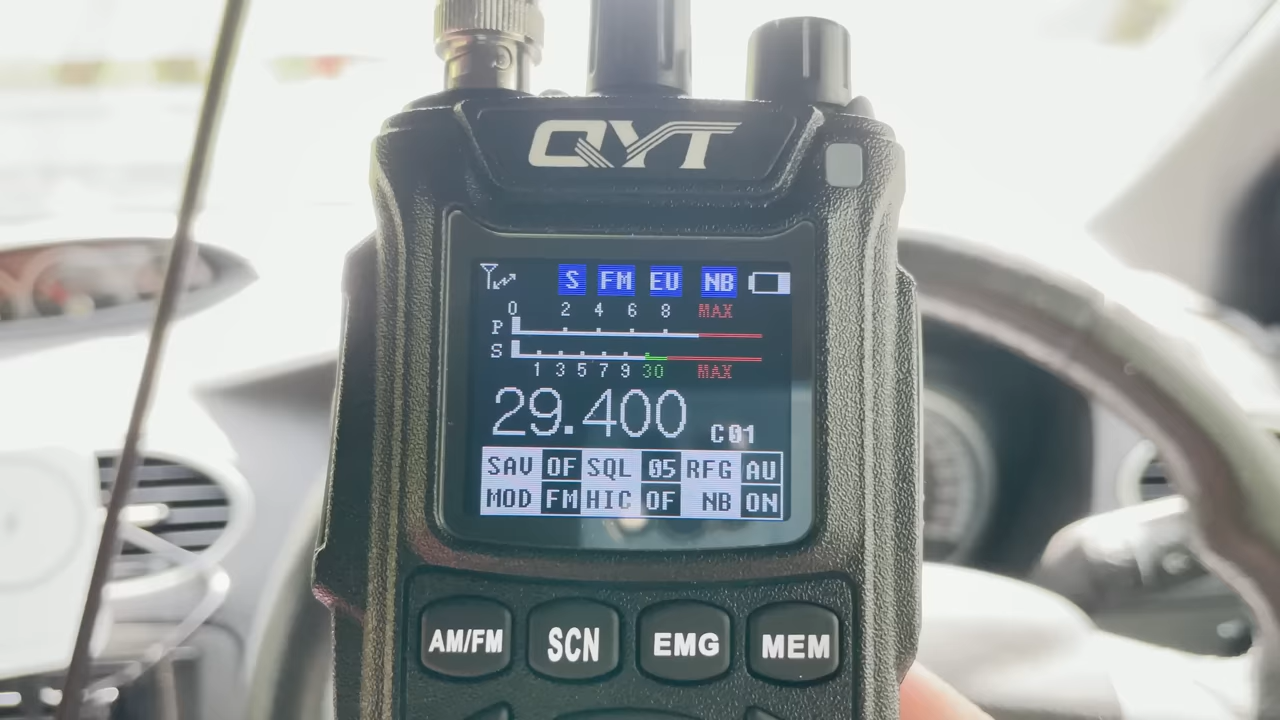 QYT
S FM EU NB
0 2 4 6 8 MAX
P
S
1 3 5 7 9 30 MAX
29.400 C01
SAV OF SQL 05 RFG AU
MOD FM HIC OF NB ON
AM/FM SCN EMG MEM